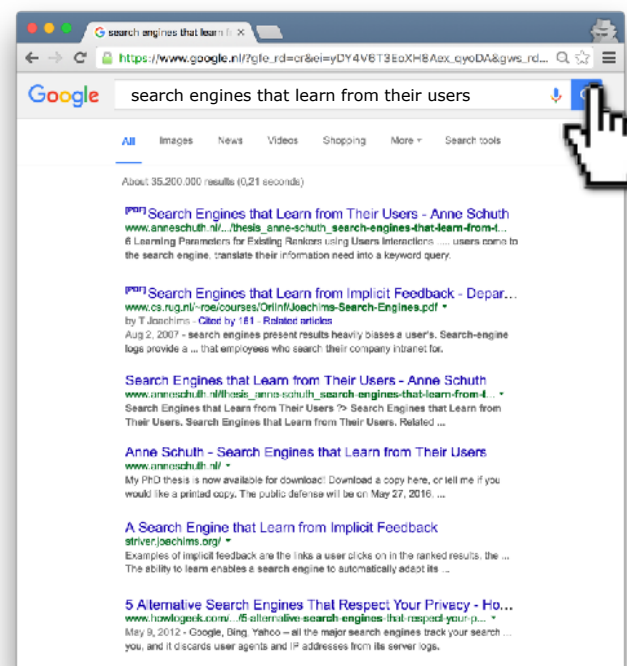 search engines that learn f
https://www.google.nl/?gfe_rd=cr&ei=yDY4V6T3EoXH8Aex_qyoDA&gws_rd...
Google search engines that learn from their users
All Images News Videos Shopping More Search tools
About 35.200.000 results (0,21 seconds)
[PDF] Search Engines that Learn from Their Users - Anne Schuth
www.anneschuth.nl/.../thesis_anne-schuth_search-engines-that-learn-from-t...
6 Learning Parameters for Existing Rankers using Users Interactions ..... users come to
the search engine, translate their information need into a keyword query.
[PDF] Search Engines that Learn from Implicit Feedback - Depar...
www.cs.rug.nl/~roe/courses/OriInf/Joachims-Search-Engines.pdf
by T Joachims - Cited by 161 - Related articles
Aug 2, 2007 - search engines present results heavily biases a user's. Search-engine
logs provide a ... that employees who search their company intranet for.
Search Engines that Learn from Their Users - Anne Schuth
www.anneschuth.nl/thesis_anne-schuth_search-engines-that-learn-from-t...
Search Engines that Learn from Their Users ?> Search Engines that Learn from
Their Users. Search Engines that Learn from Their Users. Related ...
Anne Schuth - Search Engines that Learn from Their Users
www.anneschuth.nl/
My PhD thesis is now available for download! Download a copy here, or tell me if you
would like a printed copy. The public defense will be on May 27, 2016, ...
A Search Engine that Learn from Implicit Feedback
striver.joachims.org/
Examples of implicit feedback are the links a user clicks on in the ranked results, the ...
The ability to learn enables a search engine to automatically adapt its ...
5 Alternative Search Engines That Respect Your Privacy - Ho...
www.howtogeek.com/.../5-alternative-search-engines-that-respect-your-p...
May 9, 2012 - Google, Bing, Yahoo – all the major search engines track your search ...
you, and it discards user agents and IP addresses from its server logs.